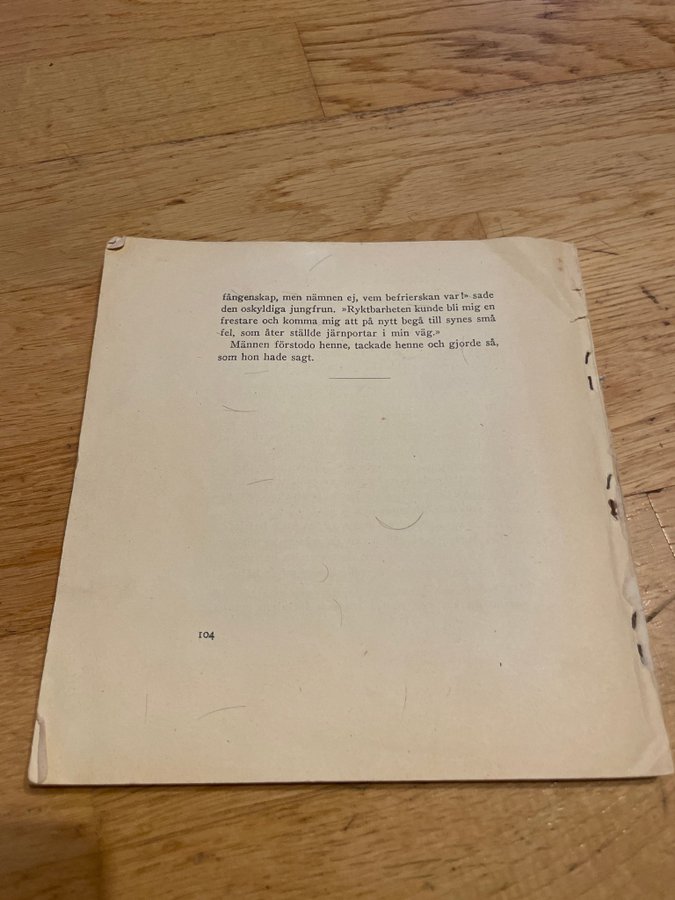 fångenskap, men nämnen ej, vem befrierskan var!» sade
den oskyldiga jungfrun. »Ryktbarheten kunde bli mig en
frestare och komma mig att på nytt begå till synes små
fel, som åter ställde järnportar i min väg.»
Männen förstodo henne, tackade henne och gjorde så,
som hon hade sagt.
104